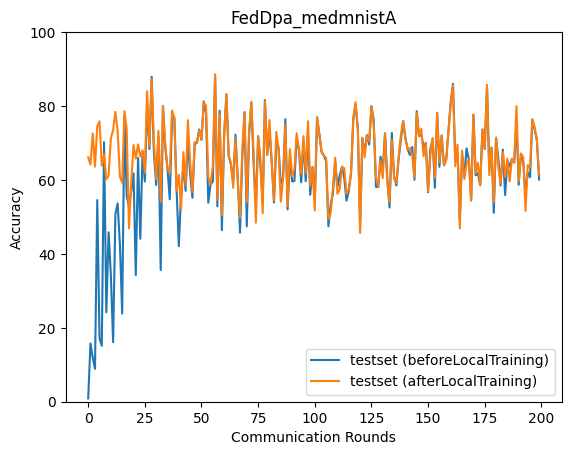 FedDpa_medmnistA
100
80
60
40
20
0
Accuracy
0 25 50 75 100 125 150 175 200
Communication Rounds
testset (beforeLocalTraining)
testset (afterLocalTraining)